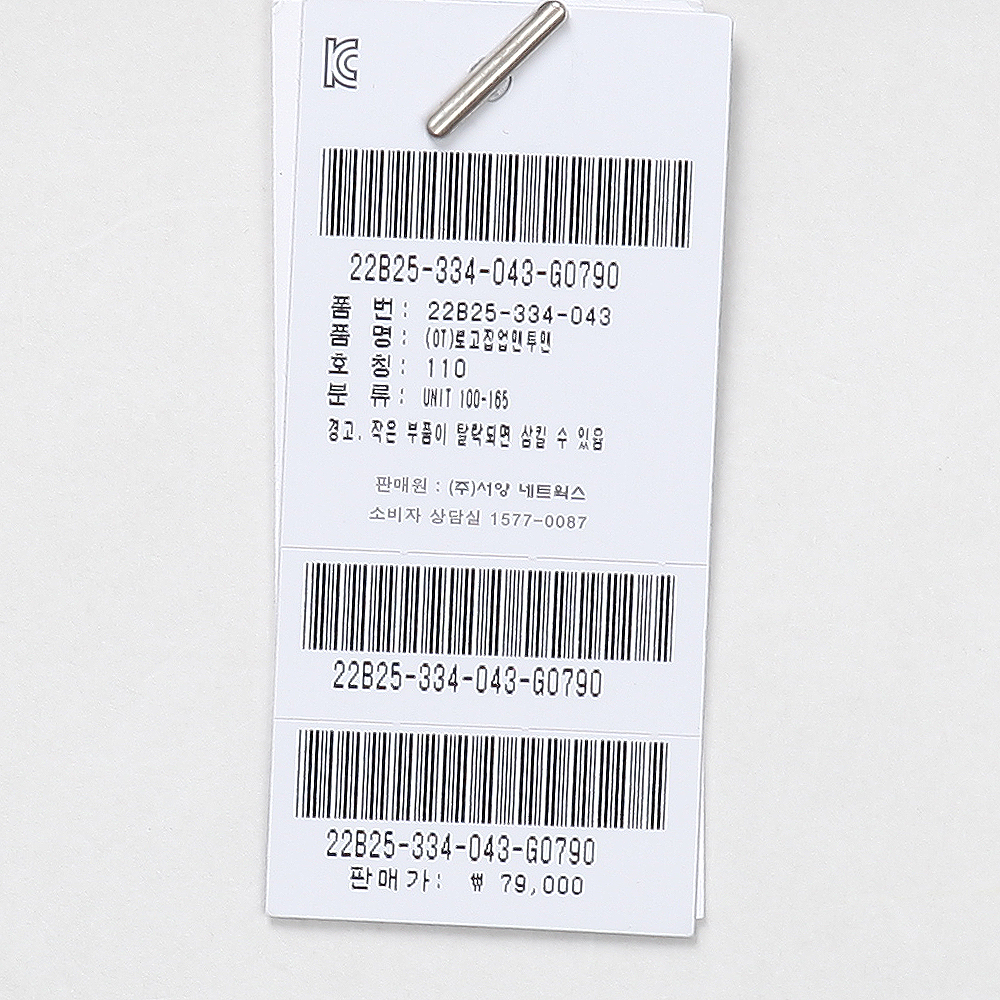 KC
22B25-334-043-G0790
품 번: 22B25-334-043
품 명: (OT)로고집업맨투맨
호 칭: 110
분 류: UNIT 100-165
경고. 작은 부품이 탈락되면 삼킬 수 있음
판매원 : (주)서양 네트웍스
소비자 상담실 1577-0087
22B25-334-043-G0790
22B25-334-043-G0790
판매가: ₩ 79,000